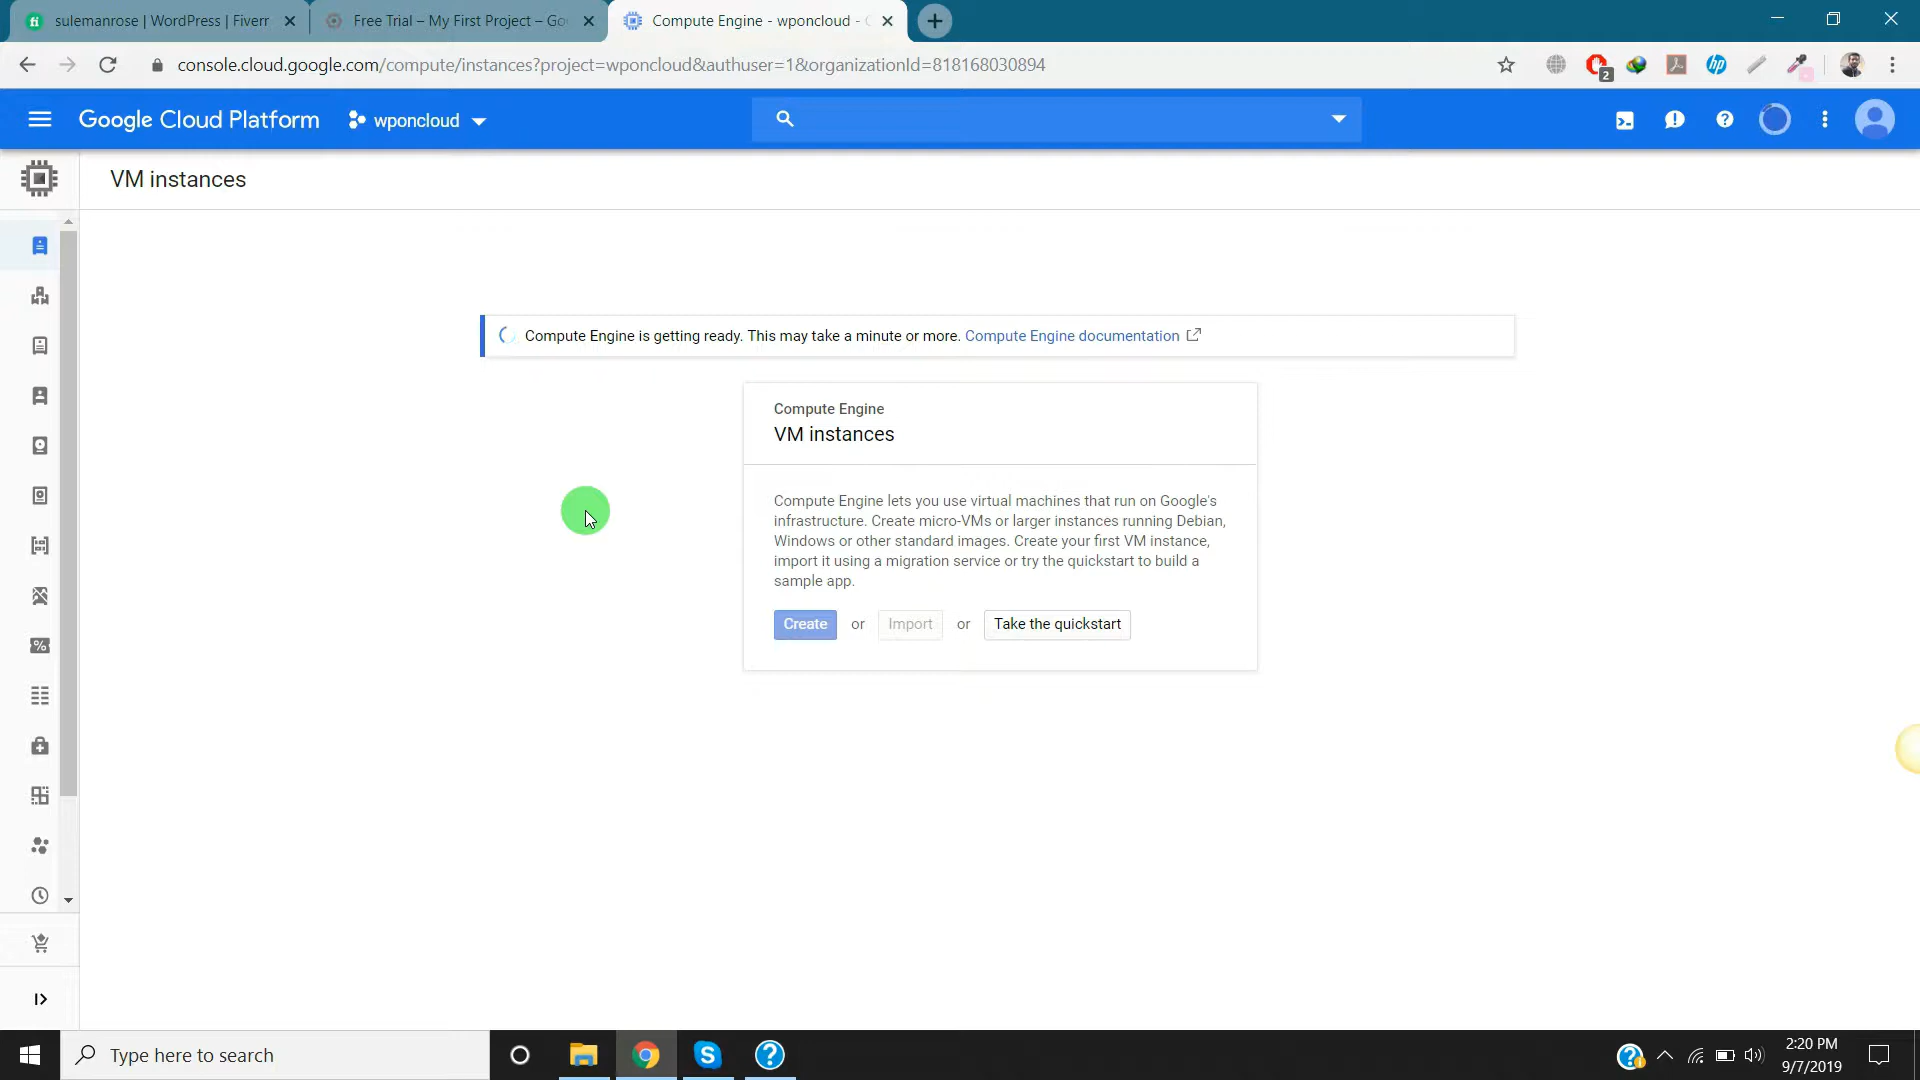 sulemanrose | WordPress | Fiverr
Free Trial – My First Project – Go
Compute Engine - wponcloud -
console.cloud.google.com/compute/instances?project=wponcloud&authuser=1&organizationId=818168030894
2
Google Cloud Platform
wponcloud
VM instances
Compute Engine is getting ready. This may take a minute or more. Compute Engine documentation
Compute Engine
VM instances
Compute Engine lets you use virtual machines that run on Google's
infrastructure. Create micro-VMs or larger instances running Debian,
Windows or other standard images. Create your first VM instance,
import it using a migration service or try the quickstart to build a
sample app.
Create or Import or Take the quickstart
Type here to search
2:20 PM
9/7/2019